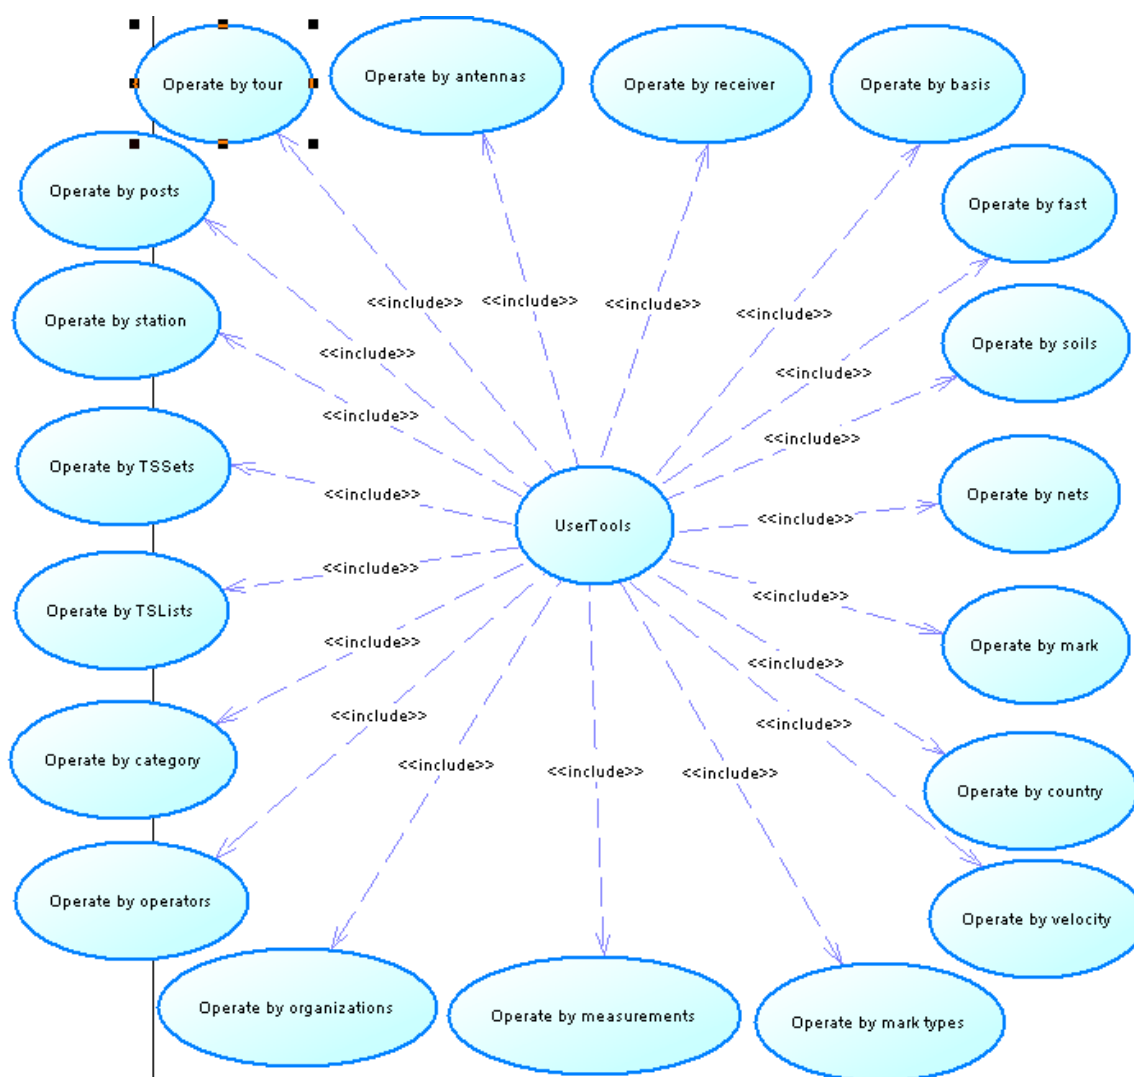 Operate by tour
Operate by antennas
Operate by receiver
Operate by basis
Operate by posts
Operate by fast
<<include>>
<<include>>
<<include>>
<<include>>
Operate by station
Operate by soils
<<include>>
<<include>>
<<include>>
<<include>>
Operate by TSSets
<<include>>
Operate by nets
UserTools
<<include>>
<<include>>
<<include>>
Operate by TSLists
<<include>>
Operate by mark
<<include>>
<<include>>
<<include>>
Operate by category
<<include>>
<<include>>
<<include>>
Operate by country
Operate by operators
Operate by velocity
Operate by organizations
Operate by measurements
Operate by mark types